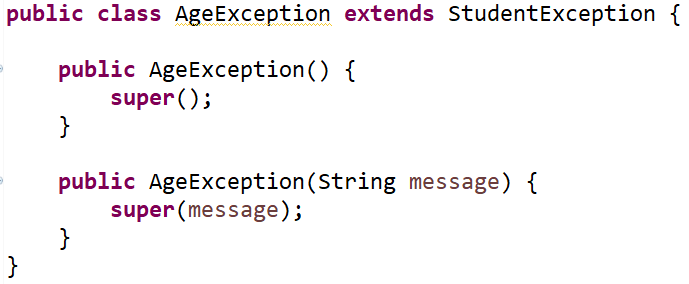 public class AgeException extends StudentException {
public AgeException() {
super();
}
public AgeException(String message) {
super(message);
}
}